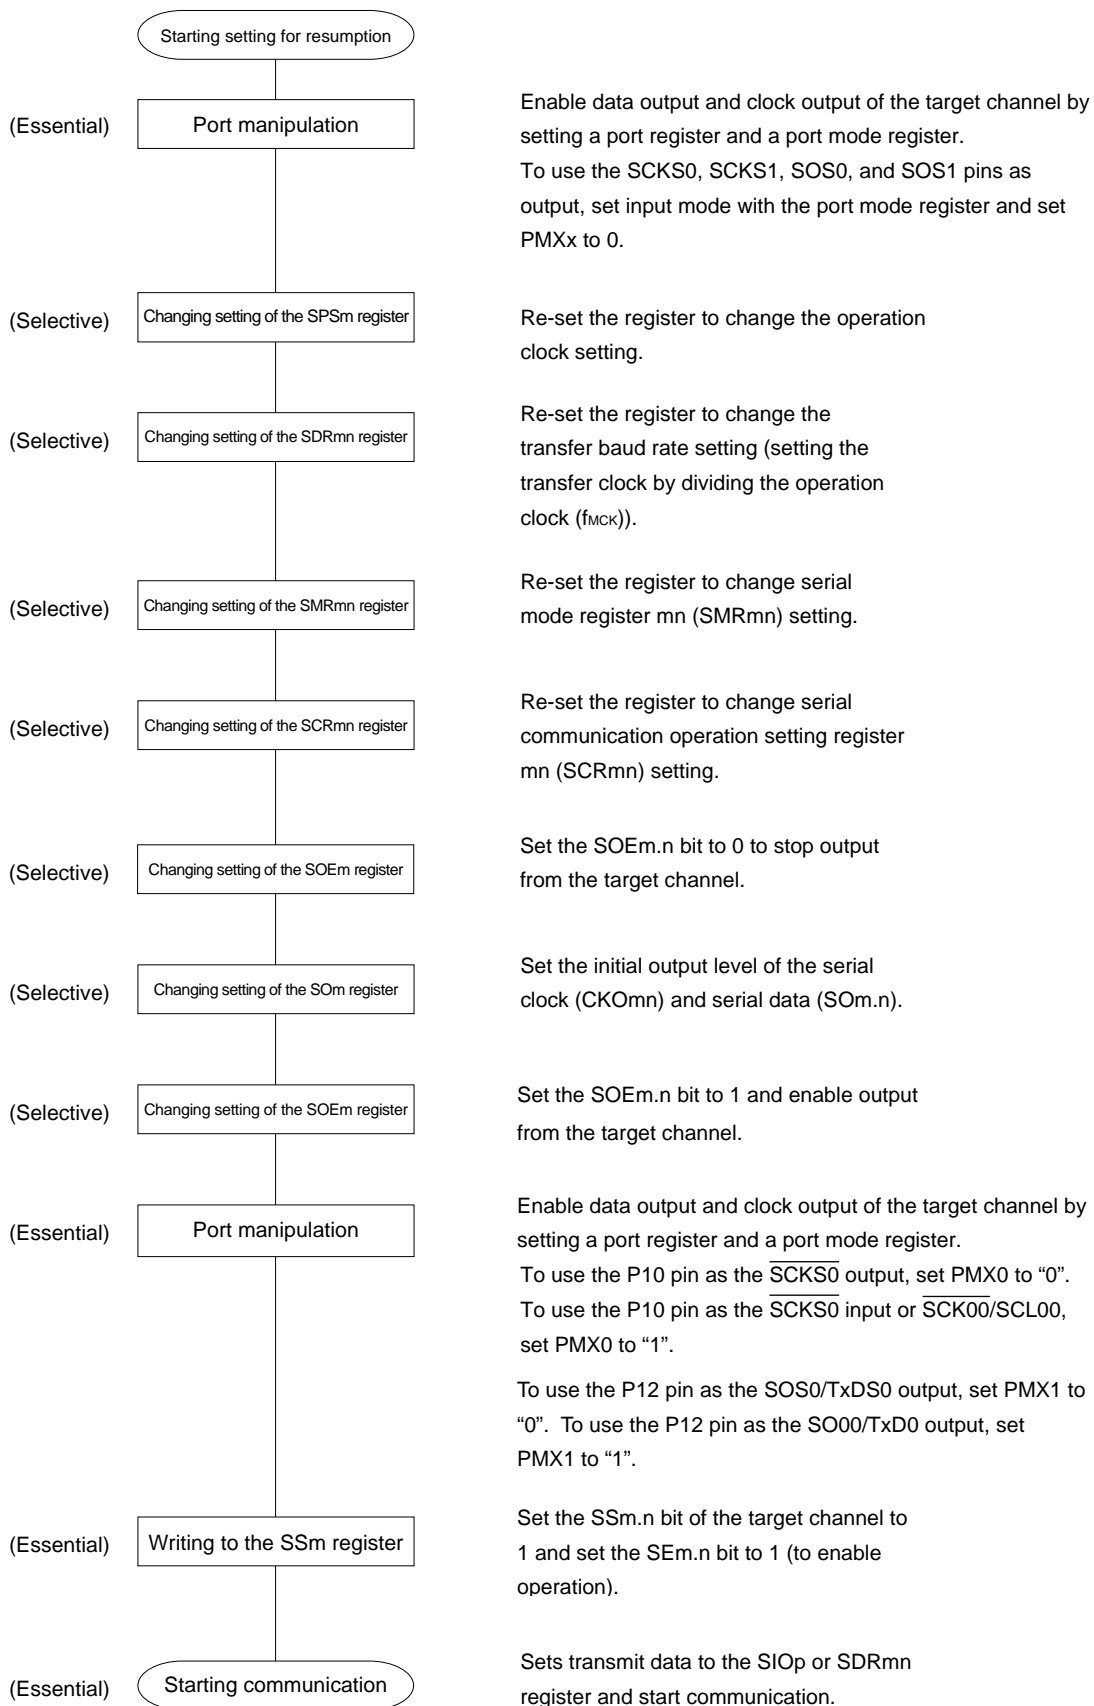 Starting setting for resumption
(Essential)
Port manipulation
Enable data output and clock output of the target channel by
setting a port register and a port mode register.
To use the SCKS0, SCKS1, SOS0, and SOS1 pins as
output, set input mode with the port mode register and set
PMXx to 0.
(Selective)
Changing setting of the SPSm register
Re-set the register to change the operation
clock setting.
(Selective)
Changing setting of the SDRmn register
Re-set the register to change the
transfer baud rate setting (setting the
transfer clock by dividing the operation
clock (fMCK)).
(Selective)
Changing setting of the SMRmn register
Re-set the register to change serial
mode register mn (SMRmn) setting.
(Selective)
Changing setting of the SCRmn register
Re-set the register to change serial
communication operation setting register
mn (SCRmn) setting.
(Selective)
Changing setting of the SOEm register
Set the SOEm.n bit to 0 to stop output
from the target channel.
(Selective)
Changing setting of the SOm register
Set the initial output level of the serial
clock (CKOmn) and serial data (SOm.n).
(Selective)
Changing setting of the SOEm register
Set the SOEm.n bit to 1 and enable output
from the target channel.
(Essential)
Port manipulation
Enable data output and clock output of the target channel by
setting a port register and a port mode register.
To use the P10 pin as the SCKS0 output, set PMX0 to “0”.
To use the P10 pin as the SCKS0 input or SCK00/SCL00,
set PMX0 to “1”.
To use the P12 pin as the SOS0/TxDS0 output, set PMX1 to
“0”.  To use the P12 pin as the SO00/TxD0 output, set
PMX1 to “1”.
(Essential)
Writing to the SSm register
Set the SSm.n bit of the target channel to
1 and set the SEm.n bit to 1 (to enable
operation).
(Essential)
Starting communication
Sets transmit data to the SIOp or SDRmn
register and start communication.